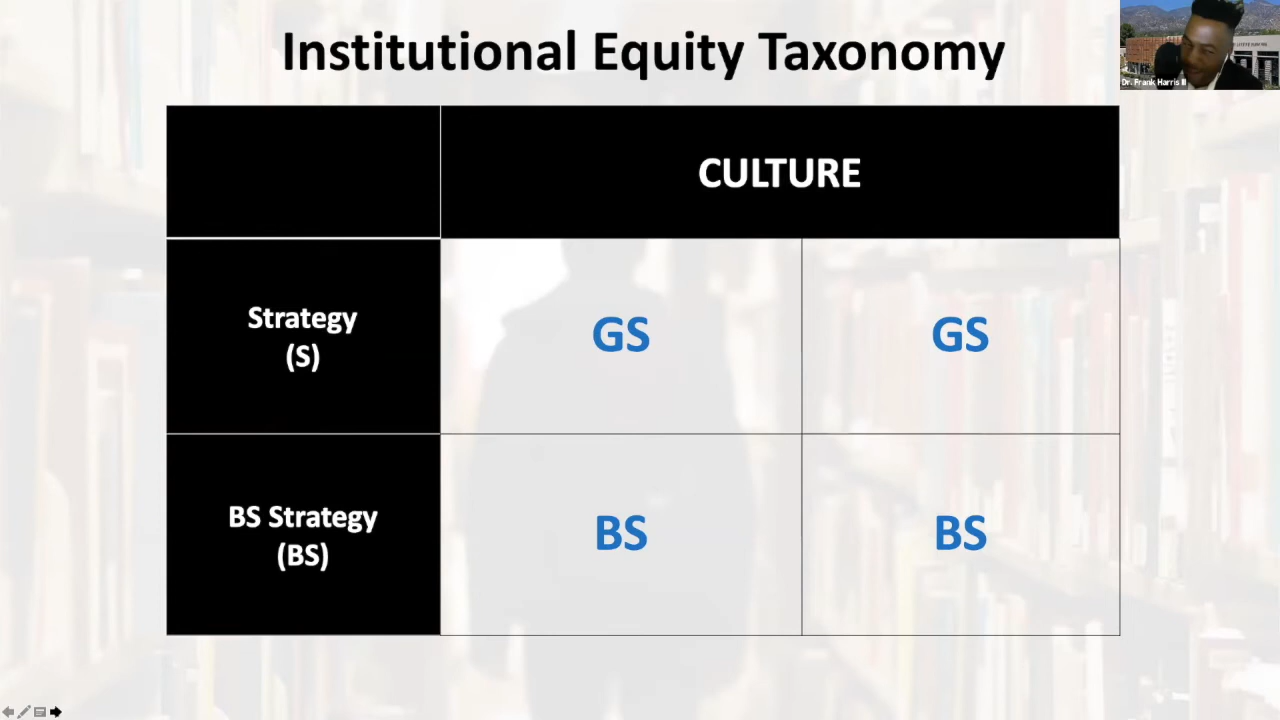 Institutional Equity Taxonomy
Dr. Frank Harris III
CULTURE
Strategy
(S)
GS
GS
BS Strategy
(BS)
BS
BS